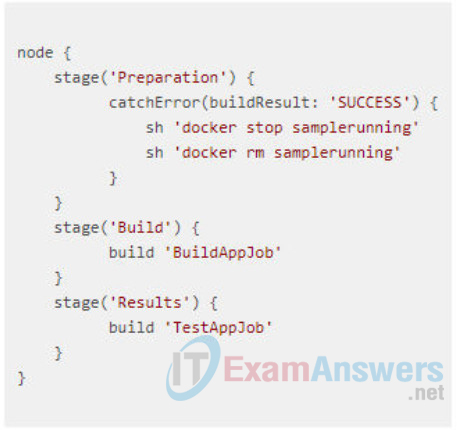 node {
stage('Preparation') {
catchError(buildResult: 'SUCCESS') {
sh 'docker stop samplerunning'
sh 'docker rm samplerunning'
}
}
stage('Build') {
build 'BuildAppJob'
}
stage('Results') {
build 'TestAppJob'
}
}
ITExamAnswers
.net